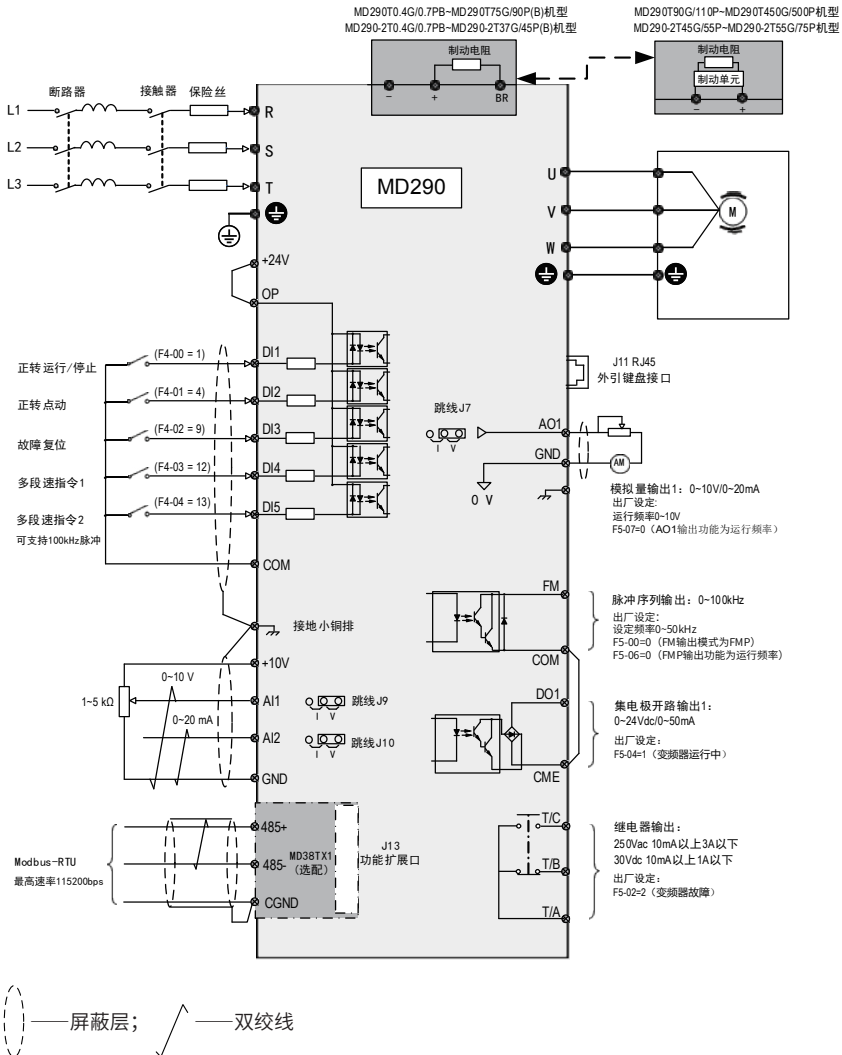 MD290T0.4G/0.7PB~MD290T75G/90P(B)机型
MD290-2T0.4G/0.7PB~MD290-2T37G/45P(B)机型
MD290T90G/110P~MD290T450G/500P机型
MD290-2T45G/55P~MD290-2T55G/75P机型
制动电阻
- + BR
制动电阻
制动单元
- +
断路器 接触器 保险丝
L1 R
L2 S
L3 T
MD290
U
V
W
M
+24V
OP
正转运行/停止 (F4-00 = 1) DI1
正转点动 (F4-01 = 4) DI2
故障复位 (F4-02 = 9) DI3
多段速指令1 (F4-03 = 12) DI4
多段速指令2 (F4-04 = 13) DI5
可支持100kHz脉冲
COM
接地小铜排
J11 RJ45
外引键盘接口
跳线J7
I V
AO1
GND
0 V
AM
模拟量输出1：0~10V/0~20mA
出厂设定:
运行频率0~10V
F5-07=0（AO1输出功能为运行频率）
FM
COM
脉冲序列输出：0~100kHz
出厂设定：
设定频率0~50kHz
F5-00=0（FM输出模式为FMP）
F5-06=0（FMP输出功能为运行频率）
+10V
0~10 V
1~5 kΩ
AI1
跳线J9
I V
0~20 mA
AI2
跳线J10
I V
GND
DO1
CME
集电极开路输出1：
0~24Vdc/0~50mA
出厂设定：
F5-04=1（变频器运行中）
Modbus-RTU
最高速率115200bps
485+
485-
CGND
MD38TX1
（选配）
J13
功能扩展口
T/C
T/B
T/A
继电器输出：
250Vac 10mA以上3A以下
30Vdc 10mA以上1A以下
出厂设定：
F5-02=2（变频器故障）
——屏蔽层； ——双绞线